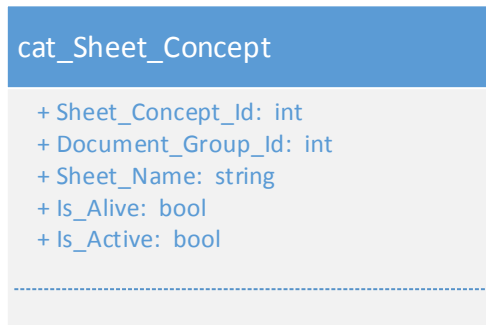 cat_Sheet_Concept
+ Sheet_Concept_Id: int
+ Document_Group_Id: int
+ Sheet_Name: string
+ Is_Alive: bool
+ Is_Active: bool